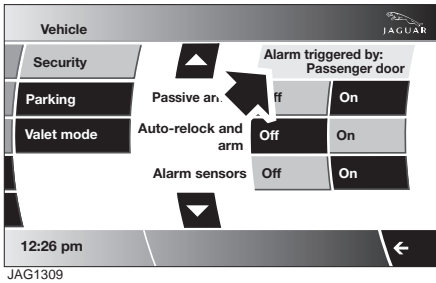 Vehicle
JAGUAR
Security
Alarm triggered by:
Passenger door
Parking
Passive
On
Valet mode
Auto-relock and
arm
Off
On
Alarm sensors
Off
On
12:26 pm
JAG1309